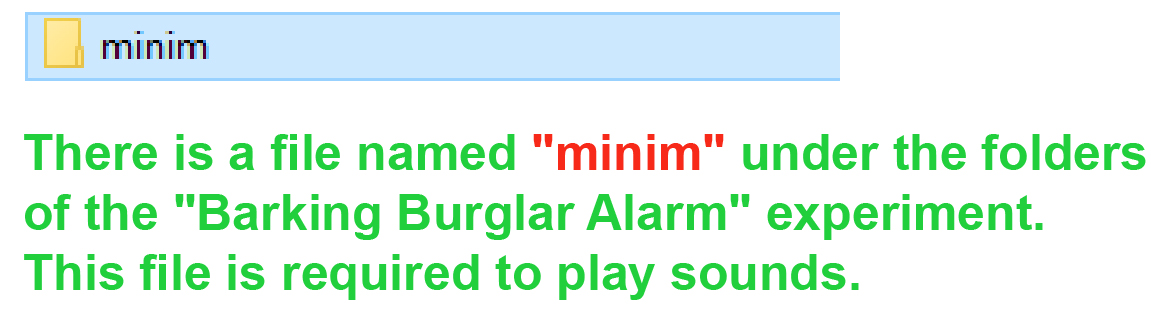 minim
There is a file named "minim" under the folders
of the "Barking Burglar Alarm" experiment.
This file is required to play sounds.